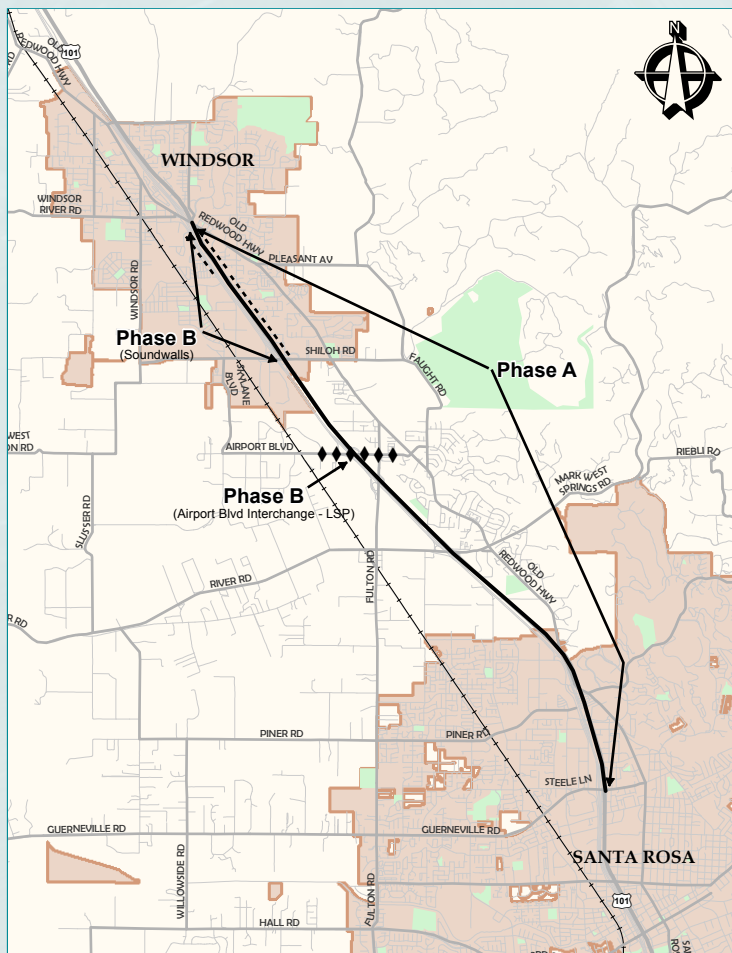 N
OLD
REDWOOD HWY
101
RD
WINDSOR
WINDSOR
RIVER RD
OLD
REDWOOD HWY
PLEASANT AV
WINDSOR RD
Phase B
(Soundwalls)
SHILOH RD
SKYLANE
BLVD
FAUGHT RD
Phase A
WEST
ON RD
AIRPORT BLVD
RIEBLI RD
MARK WEST
SPRINGS RD
Phase B
(Airport Blvd Interchange - LSP)
SLUSSER RD
OLD
REDWOOD HWY
RIVER RD
FULTON RD
R RD
PINER RD
PINER RD
STEELE LN
GUERNEVILLE RD
GUERNEVILLE RD
SANTA ROSA
WILLOWSIDE RD
FULTON RD
101
HALL RD